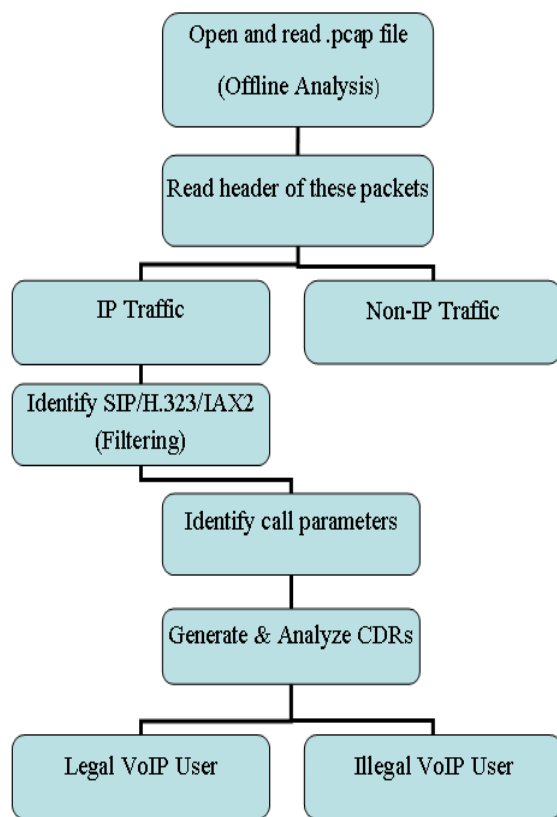 Open and read .pcap file
(Offline Analysis)
Read header of these packets
IP Traffic
Non-IP Traffic
Identify SIP/H.323/IAX2
(Filtering)
Identify call parameters
Generate & Analyze CDRs
Legal VoIP User
Illegal VoIP User